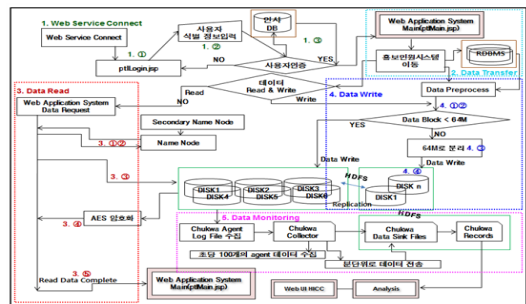 1. Web Service Connect
Web Service Connect
1. ①
ptlLogin.jsp
사용자
식별 정보입력
1. ②
인사
DB
1. ③
NO
사용자인증
YES
Web Application System
Main(ptlMain.jsp)
홍보민원시스템
이동
RDBMS
2. Data Transfer
Data Preprocess
데이터
Read & Write
Read
NO
Write
3. Data Read
Web Application System
Data Request
Secondary Name Node
Name Node
3. ①②
4. Data Write
4. ①②
Data Block < 64M
YES
NO
64M로 분리
4. ③
Data Write
Data Write
4. ④
3. ③
DISK1
DISK2
DISK3
DISK4
DISK5
DISK6
HDFS
Replication
DISK n
DISK1
HDFS
AES 암호화
3. ④
5. Data Monitoring
Chukwa Agent
Log File 수집
Chukwa
Collector
Chukwa
Data Sink Files
Chukwa
Records
초당 100개의 agent 데이터 수집
분단위로 데이터 전송
3. ⑤
Read Data Complete
Web Application System
Main(ptlMain.jsp)
Web UI HICC
Analysis